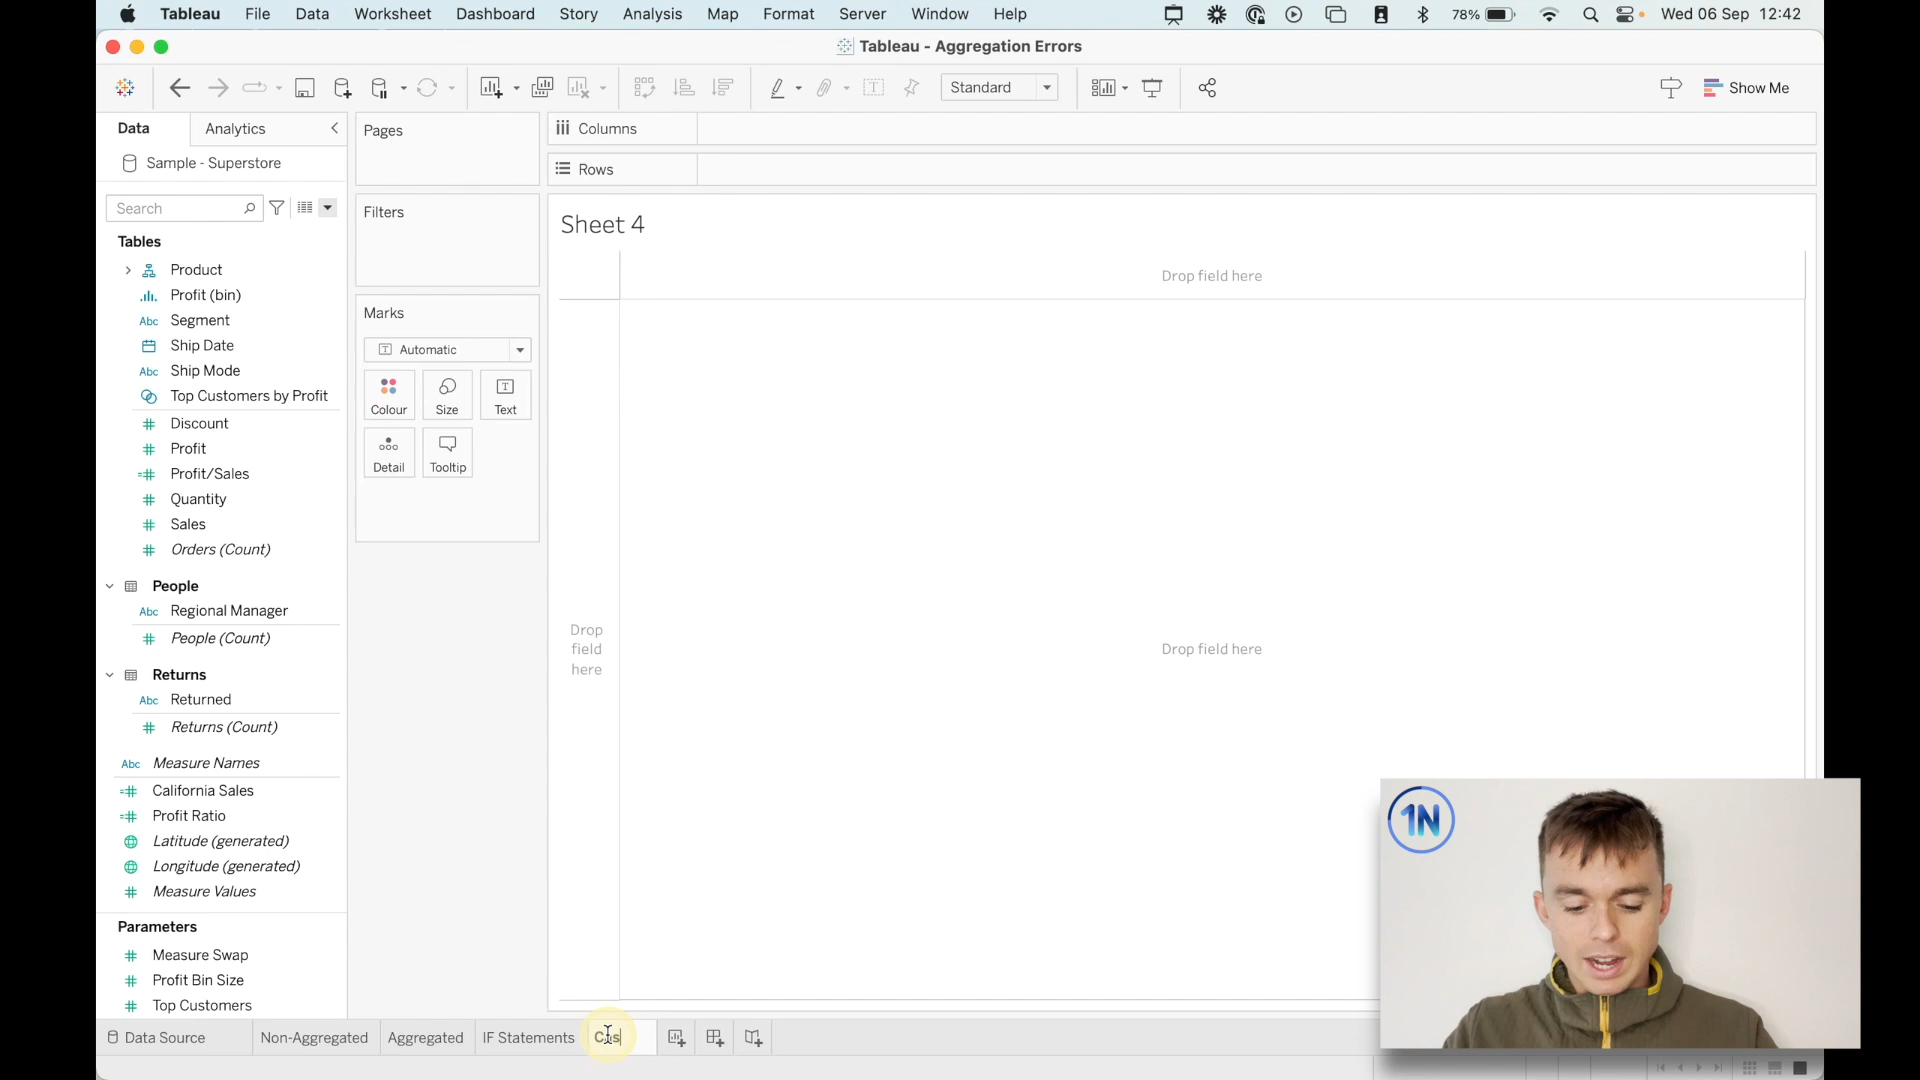 Tableau File Data Worksheet Dashboard Story Analysis Map Format Server Window Help 78% Wed 06 Sep 12:42
Tableau - Aggregation Errors
Standard Show Me
Data Analytics
Sample - Superstore
Search
Tables
Product
Profit (bin)
Abc Segment
Ship Date
Abc Ship Mode
Top Customers by Profit
Discount
Profit
Profit/Sales
Quantity
Sales
Orders (Count)
People
Abc Regional Manager
People (Count)
Returns
Abc Returned
Returns (Count)
Abc Measure Names
California Sales
Profit Ratio
Latitude (generated)
Longitude (generated)
Measure Values
Parameters
Measure Swap
Profit Bin Size
Top Customers
Pages
Filters
Marks
Automatic
Colour Size Text
Detail Tooltip
Columns
Rows
Sheet 4
Drop field here
Drop
field
here
Drop field here
1N
Data Source Non-Aggregated Aggregated IF Statements